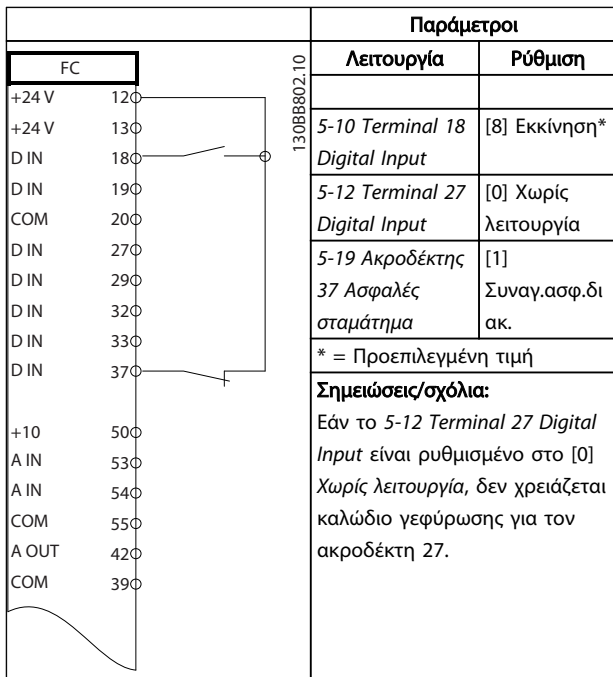 Παράμετροι
FC
130BB802.10
Λειτουργία Ρύθμιση
+24 V 12
+24 V 13
D IN 18
D IN 19
COM 20
D IN 27
D IN 29
D IN 32
D IN 33
D IN 37
+10 50
A IN 53
A IN 54
COM 55
A OUT 42
COM 39
5-10 Terminal 18 [8] Εκκίνηση*
Digital Input
5-12 Terminal 27 [0] Χωρίς
Digital Input λειτουργία
5-19 Ακροδέκτης [1]
37 Ασφαλές Συναγ.ασφ.δι
σταμάτημα ακ.
* = Προεπιλεγμένη τιμή
Σημειώσεις/σχόλια:
Εάν το 5-12 Terminal 27 Digital
Input είναι ρυθμισμένο στο [0]
Χωρίς λειτουργία, δεν χρειάζεται
καλώδιο γεφύρωσης για τον
ακροδέκτη 27.